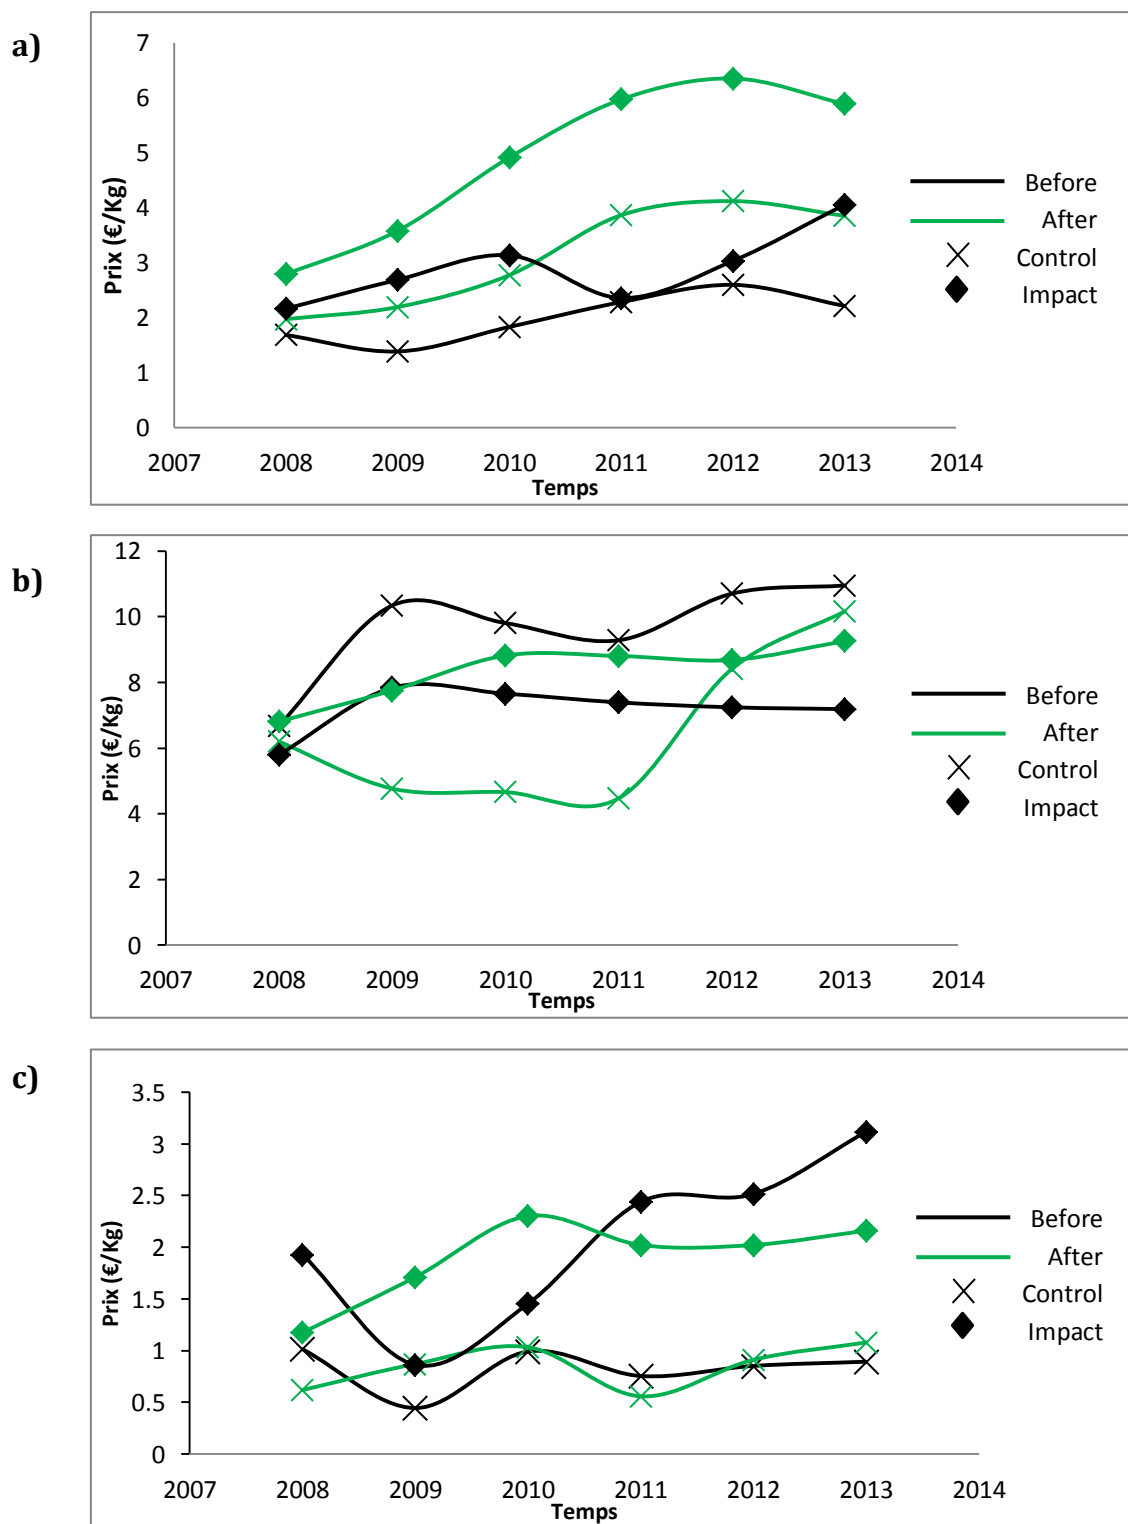 a)
7
6
5
4
3
2
1
0
Prix (€/Kg)
2007 2008 2009 2010 2011 2012 2013 2014
Temps
Before
After
Control
Impact
b)
12
10
8
6
4
2
0
Prix (€/Kg)
2007 2008 2009 2010 2011 2012 2013 2014
Temps
Before
After
Control
Impact
c)
3.5
3
2.5
2
1.5
1
0.5
0
Prix (€/Kg)
2007 2008 2009 2010 2011 2012 2013 2014
Temps
Before
After
Control
Impact